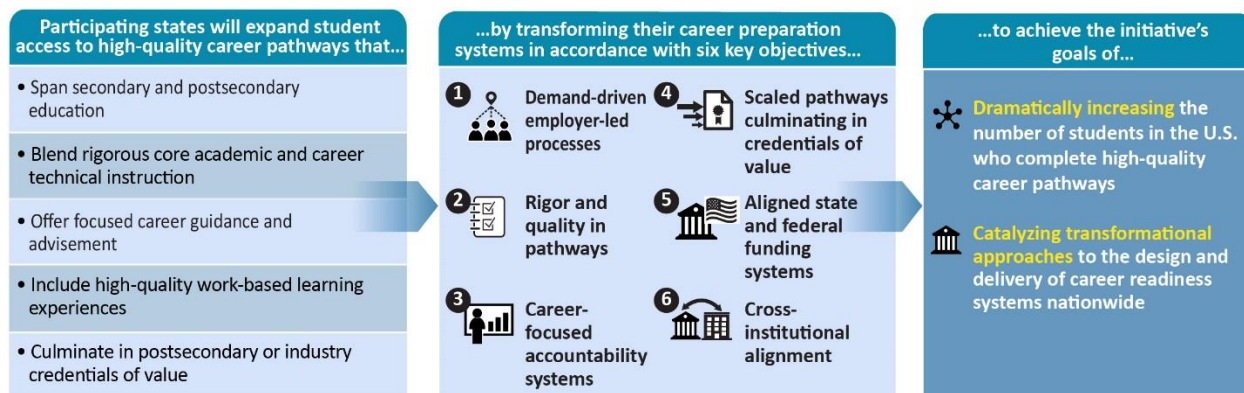 Participating states will expand student
access to high-quality career pathways that...
• Span secondary and postsecondary
education
• Blend rigorous core academic and career
technical instruction
• Offer focused career guidance and
advisement
• Include high-quality work-based learning
experiences
• Culminate in postsecondary or industry
credentials of value
...by transforming their career preparation
systems in accordance with six key objectives...
1
Demand-driven
employer-led
processes
2
Rigor and
quality in
pathways
3
Career-
focused
accountability
systems
4
Scaled pathways
culminating in
credentials of
value
5
Aligned state
and federal
funding
systems
6
Cross-
institutional
alignment
...to achieve the initiative's
goals of...
Dramatically increasing the
number of students in the U.S.
who complete high-quality
career pathways
Catalyzing transformational
approaches to the design and
delivery of career readiness
systems nationwide